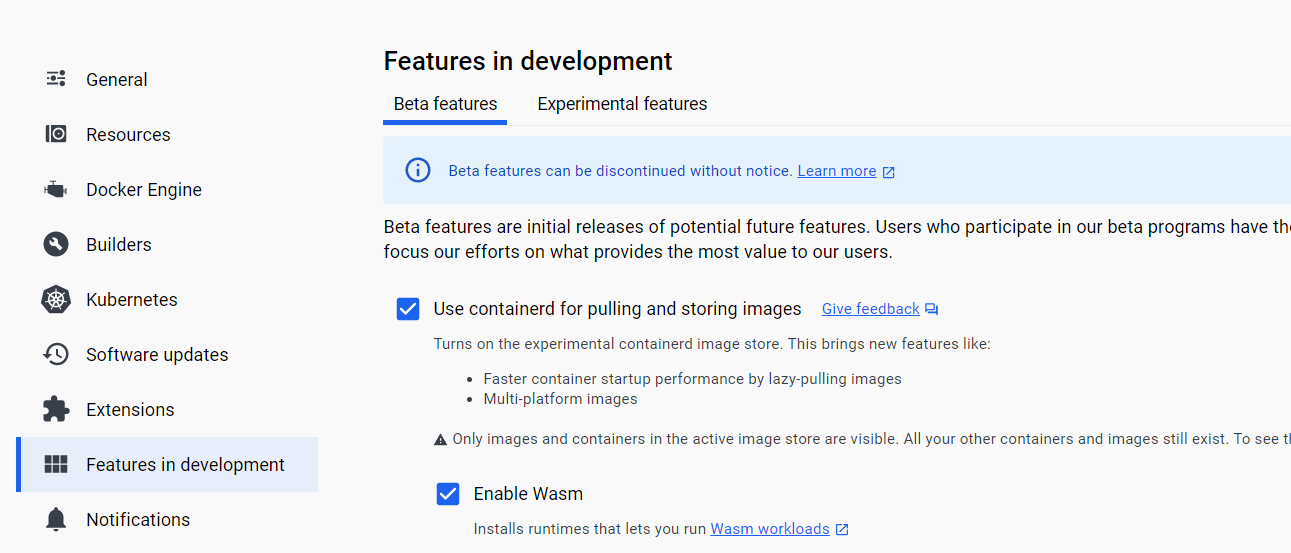 General
Resources
Docker Engine
Builders
Kubernetes
Software updates
Extensions
Features in development
Notifications
Features in development
Beta features Experimental features
Beta features can be discontinued without notice. Learn more
Beta features are initial releases of potential future features. Users who participate in our beta programs have
focus our efforts on what provides the most value to our users.
Use containerd for pulling and storing images Give feedback
Turns on the experimental containerd image store. This brings new features like:
• Faster container startup performance by lazy-pulling images
• Multi-platform images
Only images and containers in the active image store are visible. All your other containers and images still exist. To see
Enable Wasm
Installs runtimes that lets you run Wasm workloads